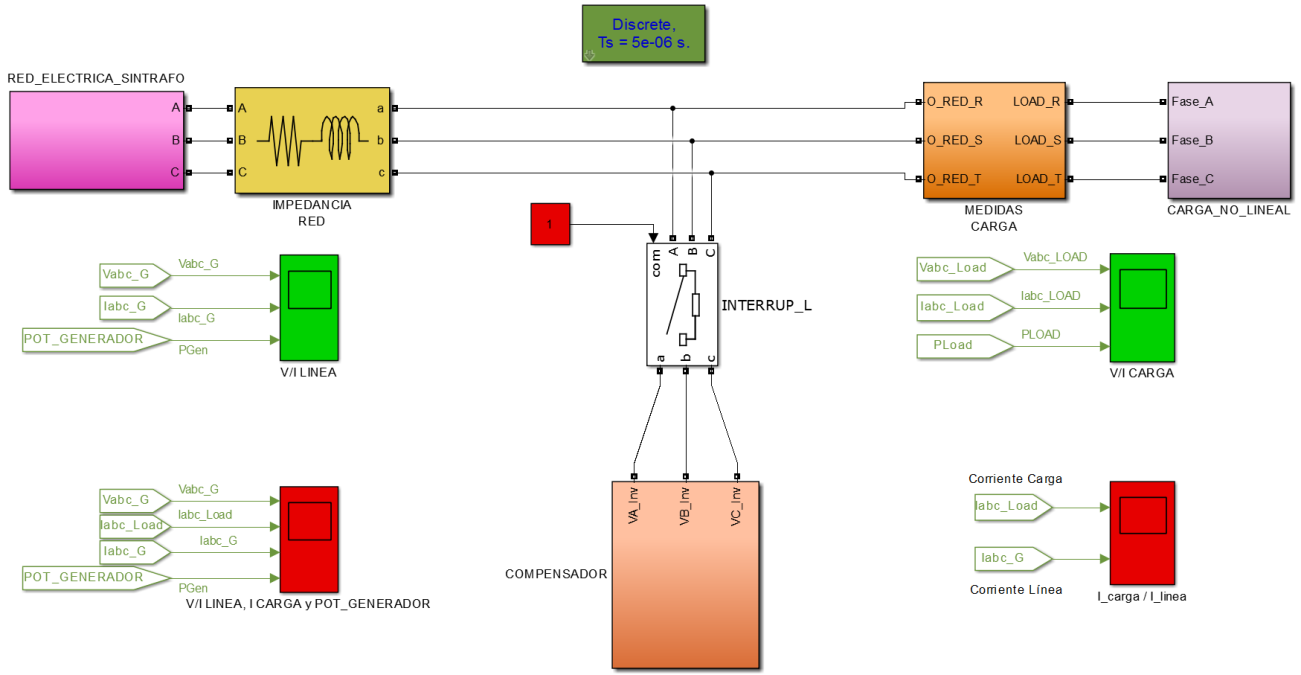 Discrete,
Ts = 5e-06 s.
RED_ELECTRICA_SINTRAFO
A
B
C
A
B
C
a
b
c
IMPEDANCIA
RED
O_RED_R
O_RED_S
O_RED_T
LOAD_R
LOAD_S
LOAD_T
MEDIDAS
CARGA
Fase_A
Fase_B
Fase_C
CARGA_NO_LINEAL
1
com
A
B
C
INTERRUP_L
a
b
c
Vabc_G
Vabc_G
Iabc_G
Iabc_G
POT_GENERADOR
PGen
V/I LINEA
Vabc_Load
Vabc_LOAD
Iabc_Load
Iabc_LOAD
PLoad
PLOAD
V/I CARGA
Vabc_G
Vabc_G
Iabc_Load
Iabc_Load
Iabc_G
Iabc_G
POT_GENERADOR
PGen
V/I LINEA, I CARGA y POT_GENERADOR
VA_Inv
VB_Inv
VC_Inv
COMPENSADOR
Corriente Carga
Iabc_Load
Iabc_G
Corriente Línea
I_carga / I_linea